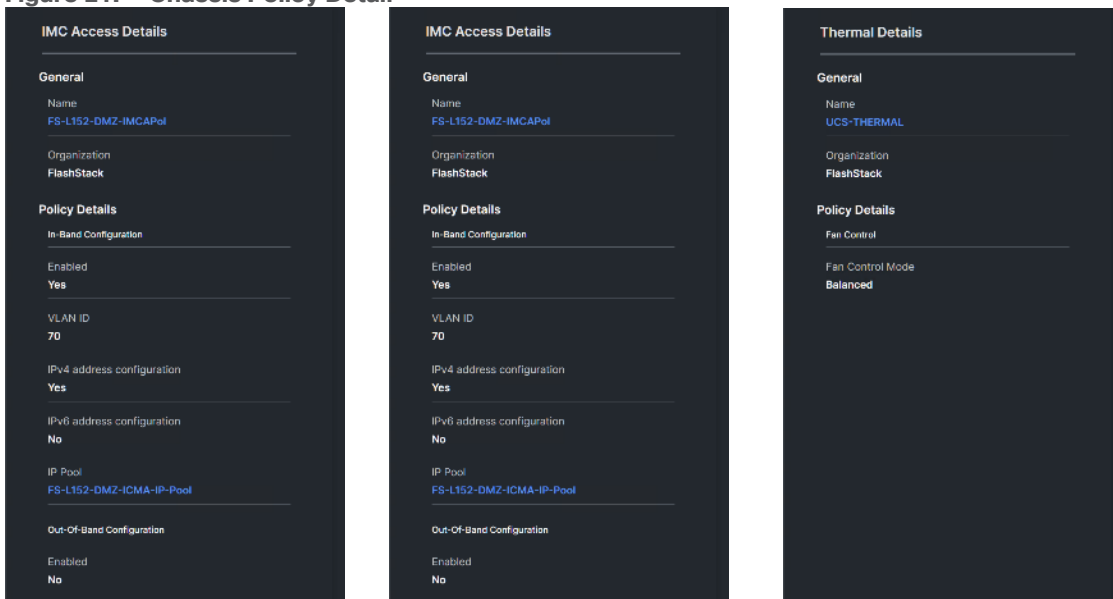 IMC Access Details
General
Name
FS-L152-DMZ-IMCAPol
Organization
FlashStack
Policy Details
In-Band Configuration
Enabled
Yes
VLAN ID
70
IPv4 address configuration
Yes
IPv6 address configuration
No
IP Pool
FS-L152-DMZ-ICMA-IP-Pool
Out-Of-Band Configuration
Enabled
No
IMC Access Details
General
Name
FS-L152-DMZ-IMCAPol
Organization
FlashStack
Policy Details
In-Band Configuration
Enabled
Yes
VLAN ID
70
IPv4 address configuration
Yes
IPv6 address configuration
No
IP Pool
FS-L152-DMZ-ICMA-IP-Pool
Out-Of-Band Configuration
Enabled
No
Thermal Details
General
Name
UCS-THERMAL
Organization
FlashStack
Policy Details
Fan Control
Fan Control Mode
Balanced